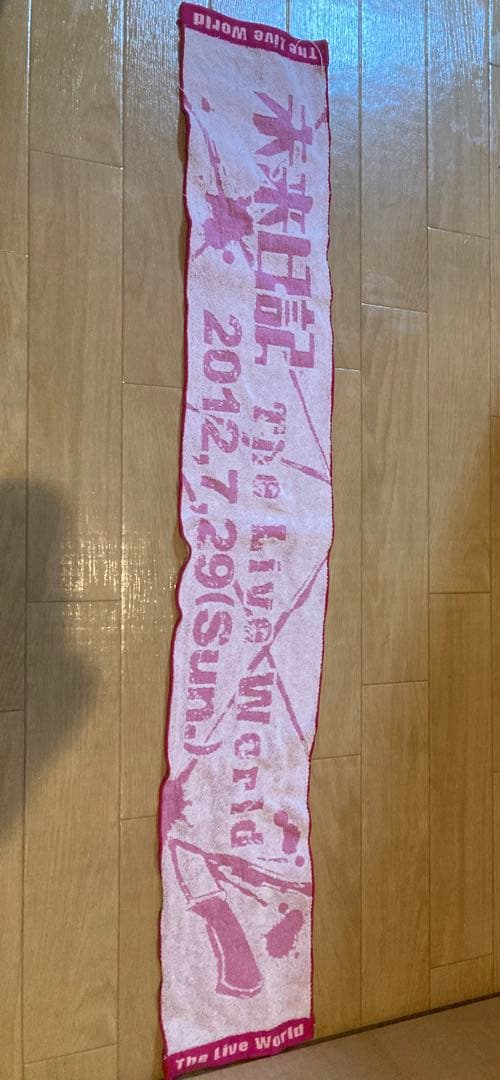 The Live World
未来日記
The Live World
2012,7,29(Sun.)
The Live World